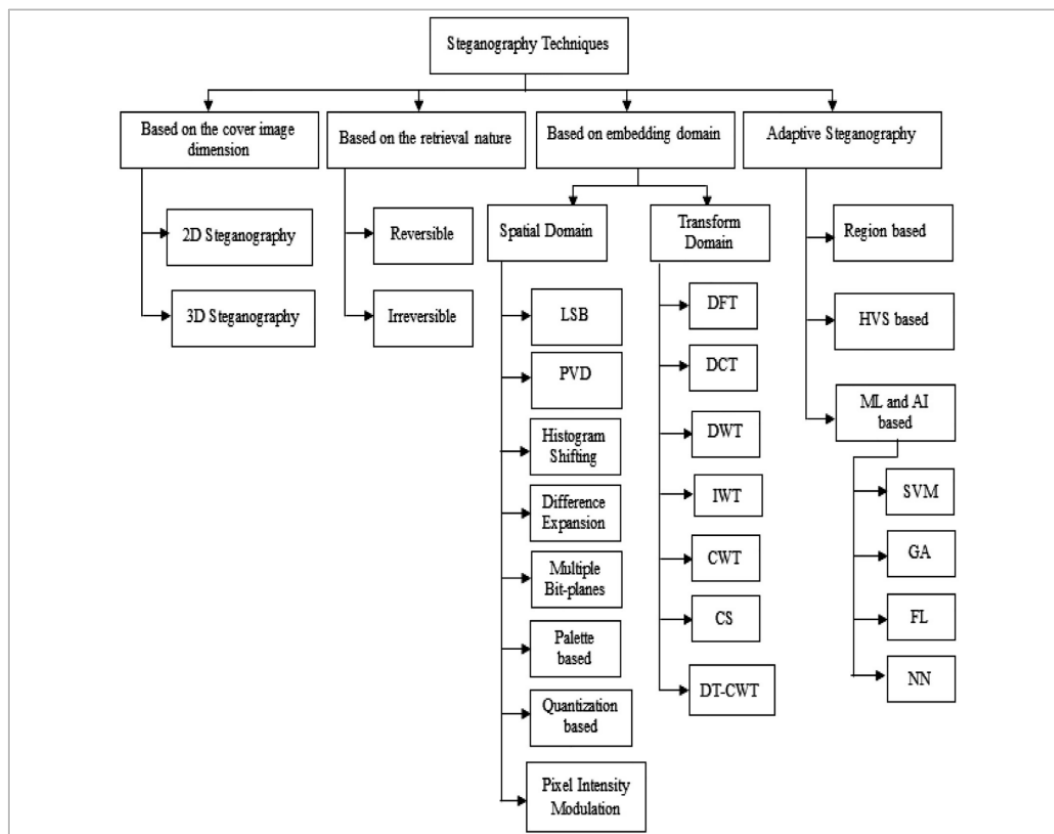 Steganography Techniques
Based on the cover image
dimension
Based on the retrieval nature
Based on embedding domain
Adaptive Steganography
2D Steganography
3D Steganography
Reversible
Irreversible
Spatial Domain
LSB
PVD
Histogram
Shifting
Difference
Expansion
Multiple
Bit-planes
Palette
based
Quantization
based
Pixel Intensity
Modulation
Transform
Domain
DFT
DCT
DWT
IWT
CWT
CS
DT-CWT
Region based
HVS based
ML and AI
based
SVM
GA
FL
NN